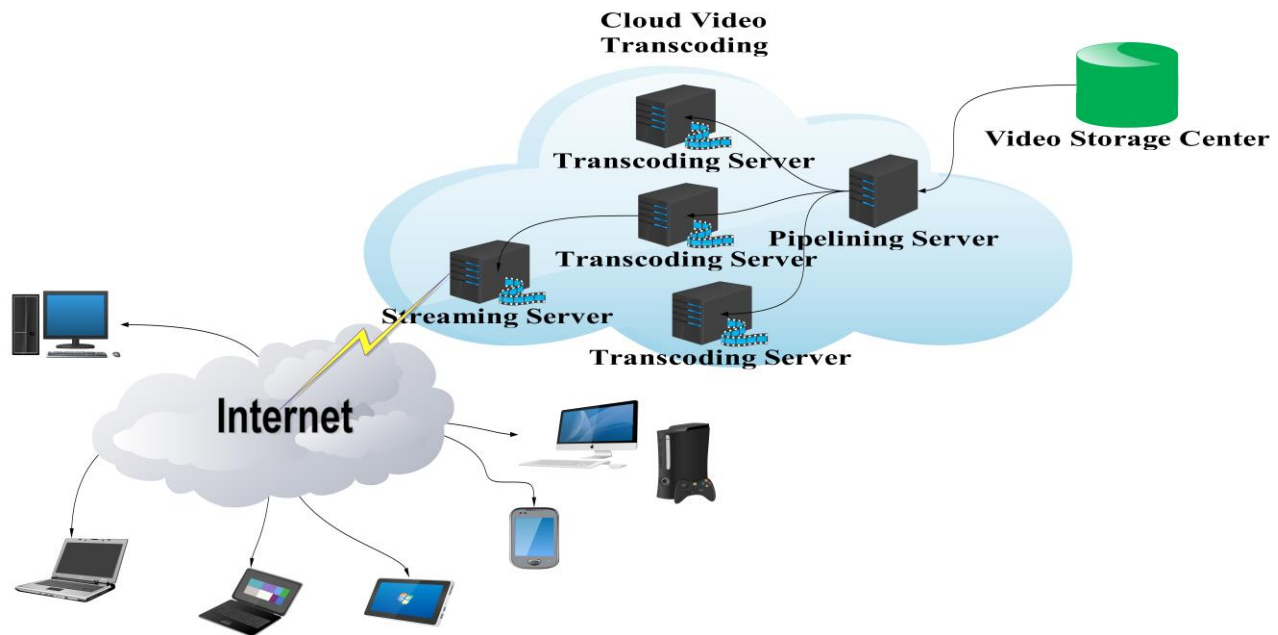 Cloud Video
Transcoding
Video Storage Center
Transcoding Server
Pipelining Server
Transcoding Server
Streaming Server
Transcoding Server
Internet